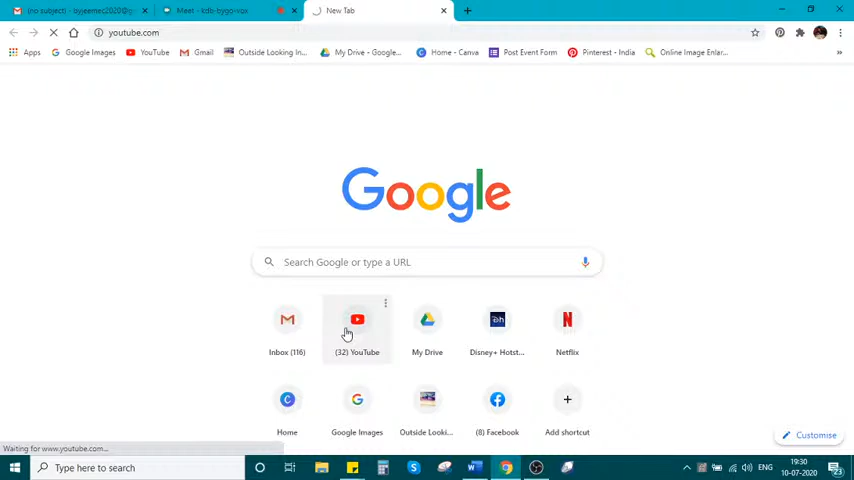 (no subject) - byjeemec2020@g
Meet - kdb-bygo-vox
New Tab
youtube.com
Apps Google Images YouTube Gmail Outside Looking In... My Drive - Google... Home - Canva Post Event Form Pinterest - India Online Image Enlar... »
Google
Search Google or type a URL
Inbox (116) (32) YouTube My Drive Disney+ Hotst... Netflix
Home Google Images Outside Looki... (8) Facebook Add shortcut
Customise
Waiting for www.youtube.com...
Type here to search
ENG
19:30
10-07-2020
23